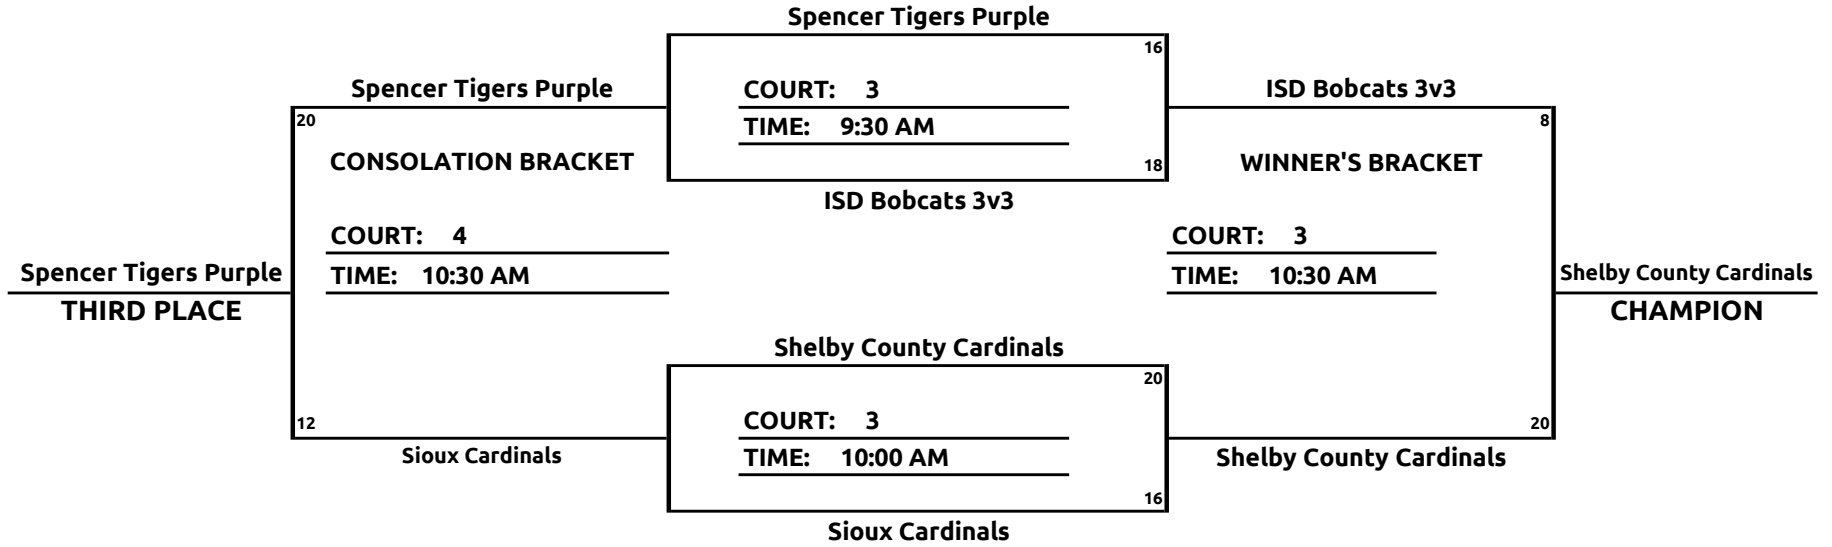 Spencer Tigers Purple
16
Spencer Tigers Purple
COURT: 3
ISD Bobcats 3v3
20
TIME: 9:30 AM
8
CONSOLATION BRACKET
18
WINNER'S BRACKET
ISD Bobcats 3v3
COURT: 4
COURT: 3
Spencer Tigers Purple
TIME: 10:30 AM
TIME: 10:30 AM
Shelby County Cardinals
THIRD PLACE
CHAMPION
Shelby County Cardinals
20
12
COURT: 3
20
Sioux Cardinals
TIME: 10:00 AM
Shelby County Cardinals
16
Sioux Cardinals